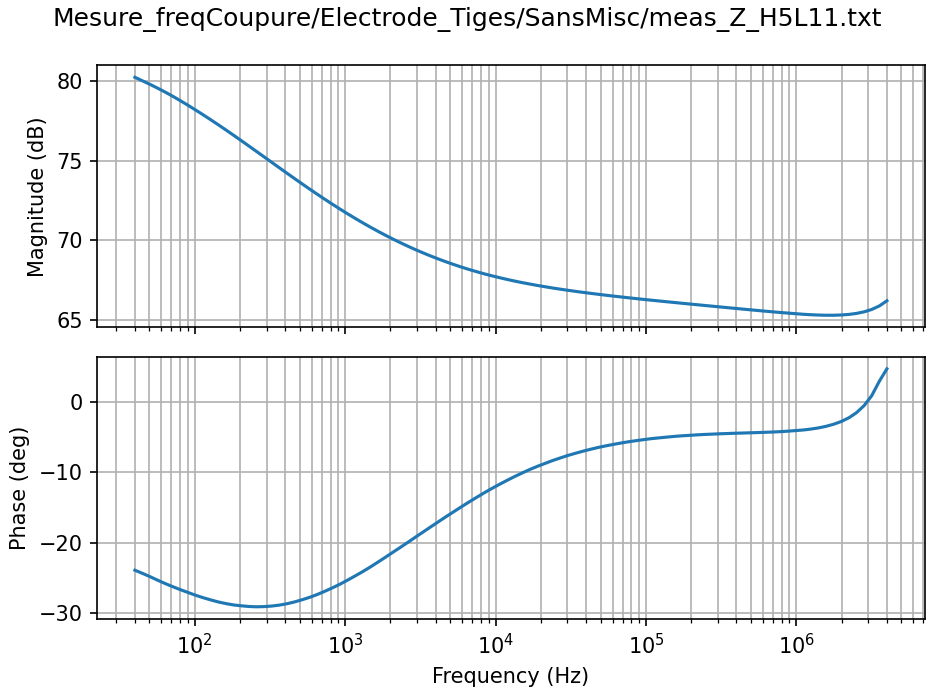 Mesure_freqCoupure/Electrode_Tiges/SansMisc/meas_Z_H5L11.txt
80
75
70
65
Magnitude (dB)
0
−10
−20
−30
Phase (deg)
10² 10³ 10⁴ 10⁵ 10⁶
Frequency (Hz)